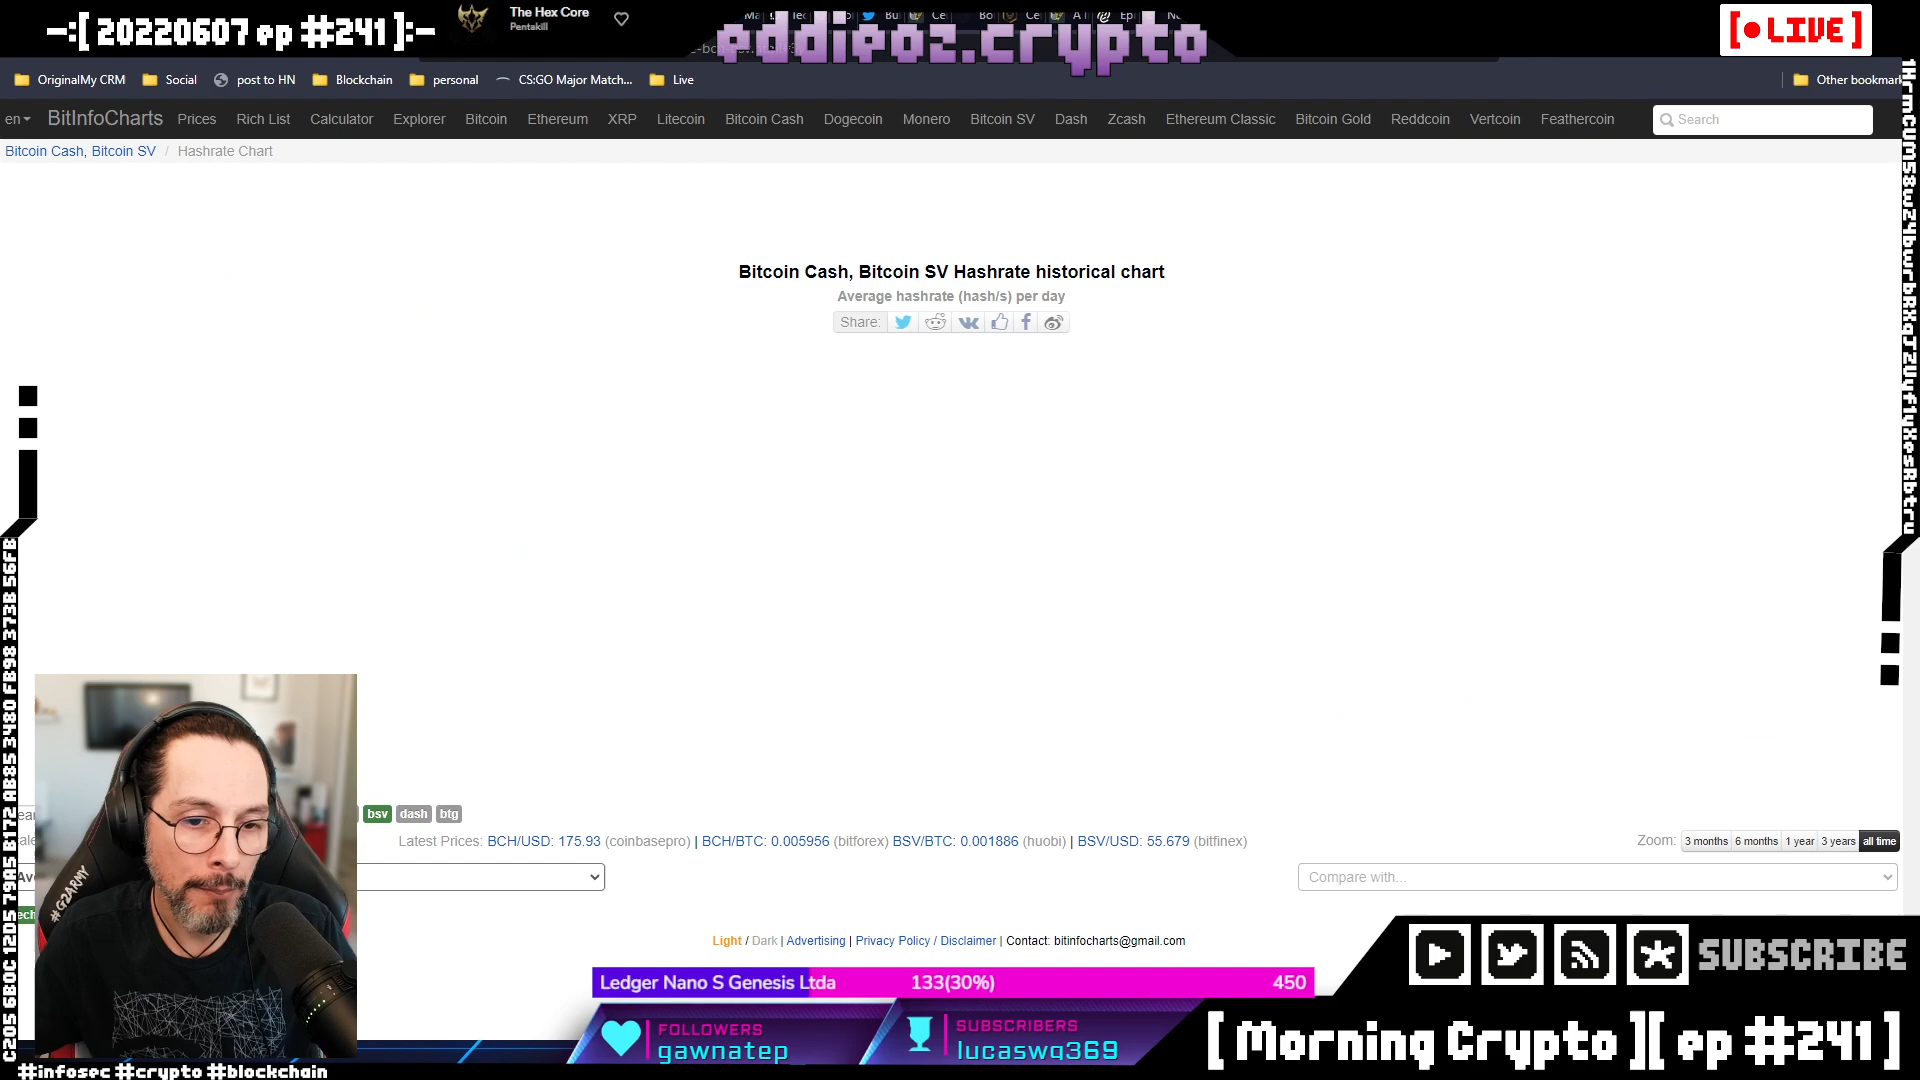 -:[ 20220607 ep #241 ]:-
The Hex Core
Pentakill
eddieoz.crypto
[ LIVE ]
OriginalMy CRM Social post to HN Blockchain personal CS:GO Major Match... Live Other bookmark
en BitInfoCharts Prices Rich List Calculator Explorer Bitcoin Ethereum XRP Litecoin Bitcoin Cash Dogecoin Monero Bitcoin SV Dash Zcash Ethereum Classic Bitcoin Gold Reddcoin Vertcoin Feathercoin Search
Bitcoin Cash, Bitcoin SV / Hashrate Chart
Bitcoin Cash, Bitcoin SV Hashrate historical chart
Average hashrate (hash/s) per day
Share:
bsv dash btg
Latest Prices: BCH/USD: 175.93 (coinbasepro) | BCH/BTC: 0.005956 (bitforex) BSV/BTC: 0.001886 (huobi) | BSV/USD: 55.679 (bitfinex)
Zoom: 3 months 6 months 1 year 3 years all time
Compare with...
#G2ARMY
Light / Dark | Advertising | Privacy Policy / Disclaimer | Contact: bitinfocharts@gmail.com
SUBSCRIBE
Ledger Nano S Genesis Ltda 133(30%) 450
FOLLOWERS
gawnatep
SUBSCRIBERS
lucaswg369
[ Morning Crypto ][ ep #241 ]
#infosec #crypto #blockchain
C205 6B0C 1205 79A5 B172 AB85 3480 FB98 373B 56FB